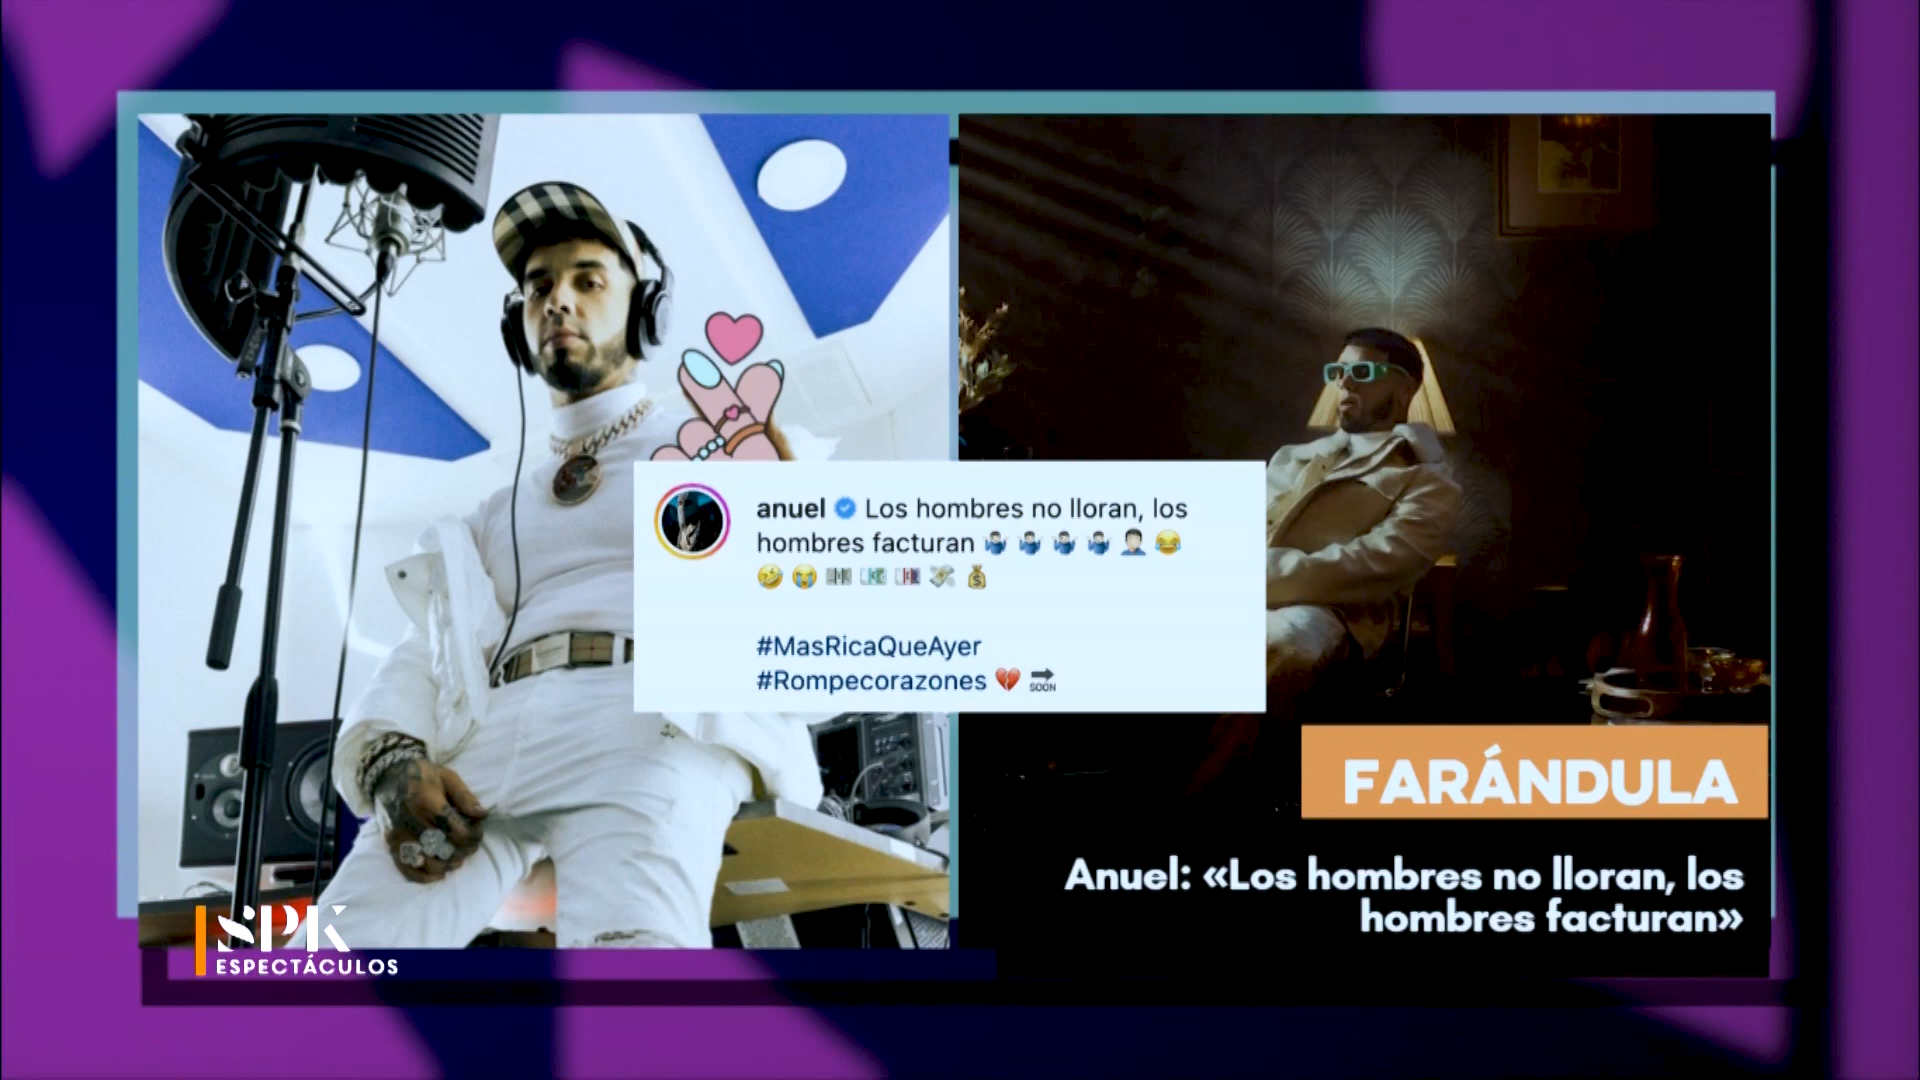 anuel Los hombres no lloran, los
hombres facturan
#MasRicaQueAyer
#Rompecorazones
SOON
FARÁNDULA
Anuel: «Los hombres no lloran, los
hombres facturan»
SPK
ESPECTÁCULOS